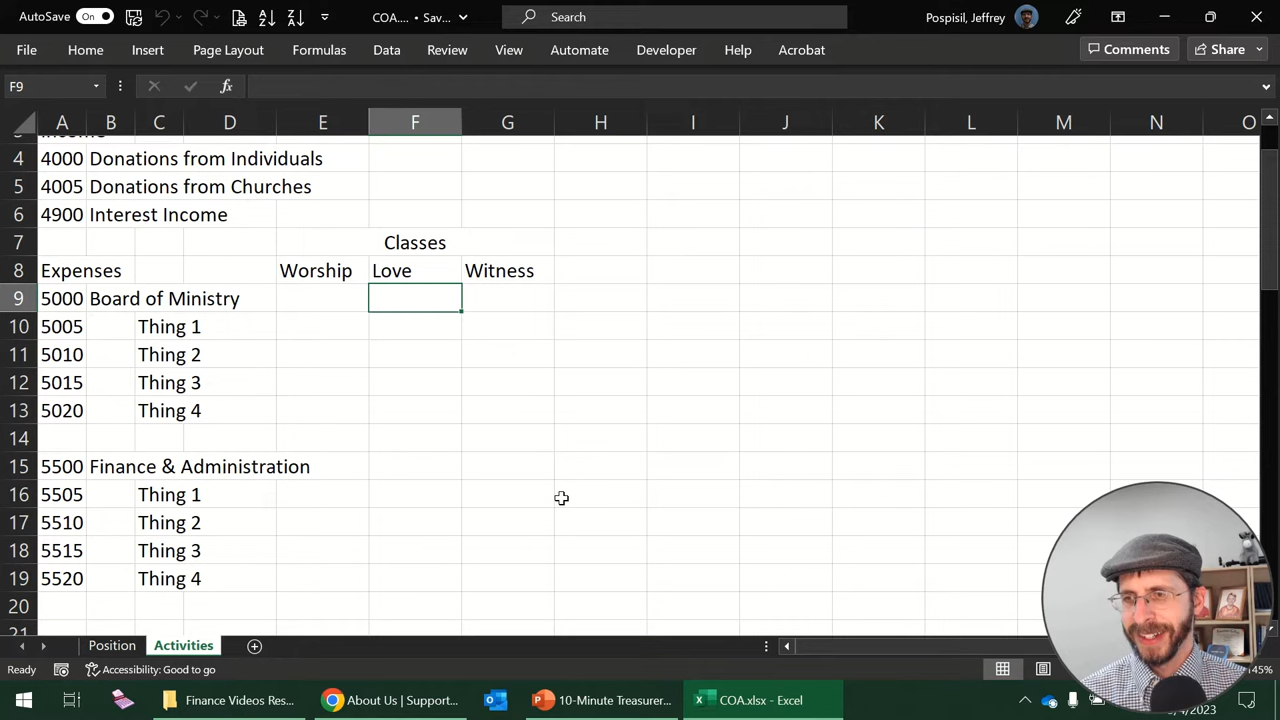 AutoSave On COA.... • Sav... Search Pospisil, Jeffrey
File Home Insert Page Layout Formulas Data Review View Automate Developer Help Acrobat Comments Share
F9 fx
A B C D E F G H I J K L M N O
4 4000 Donations from Individuals
5 4005 Donations from Churches
6 4900 Interest Income
7 Classes
8 Expenses Worship Love Witness
9 5000 Board of Ministry
10 5005 Thing 1
11 5010 Thing 2
12 5015 Thing 3
13 5020 Thing 4
14
15 5500 Finance & Administration
16 5505 Thing 1
17 5510 Thing 2
18 5515 Thing 3
19 5520 Thing 4
20
21
Position Activities
Ready Accessibility: Good to go 145%
Finance Videos Res... About Us | Support... 10-Minute Treasurer... COA.xlsx - Excel